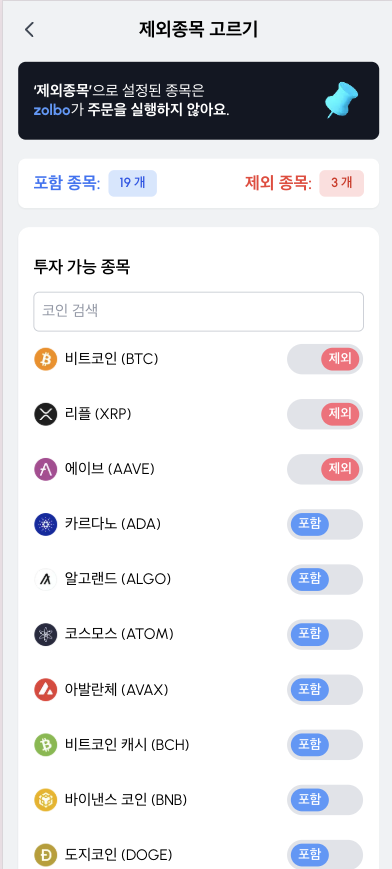 제외종목 고르기
'제외종목'으로 설정된 종목은
zolbo가 주문을 실행하지 않아요.
포함 종목: 19 개 제외 종목: 3 개
투자 가능 종목
코인 검색
비트코인 (BTC) 제외
리플 (XRP) 제외
에이브 (AAVE) 제외
카르다노 (ADA) 포함
알고랜드 (ALGO) 포함
코스모스 (ATOM) 포함
아발란체 (AVAX) 포함
비트코인 캐시 (BCH) 포함
바이낸스 코인 (BNB) 포함
도지코인 (DOGE) 포함